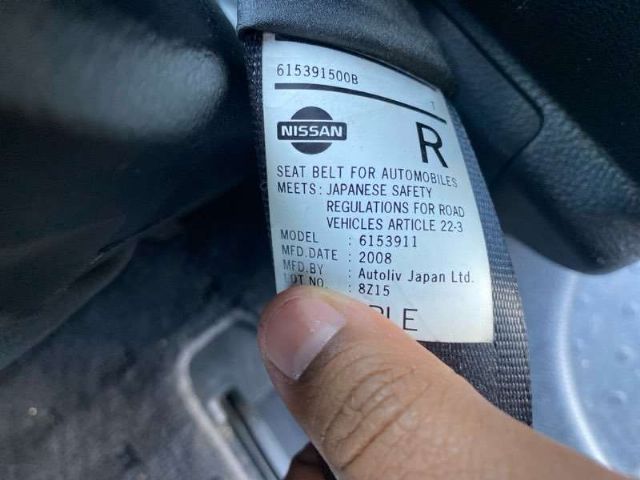 615391500B
T
NISSAN
R
SEAT BELT FOR AUTOMOBILES
MEETS: JAPANESE SAFETY
REGULATIONS FOR ROAD
VEHICLES ARTICLE 22-3
MODEL : 6153911
MFD.DATE : 2008
MFD.BY : Autoliv Japan Ltd.
LOT NO. : 8Z15